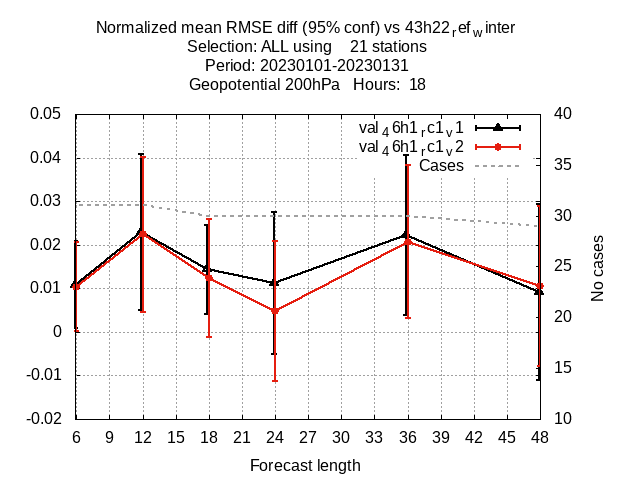 Normalized mean RMSE diff (95% conf) vs 43h22refwinter
Selection: ALL using 21 stations
Period: 20230101-20230131
Geopotential 200hPa Hours: 18
0.05 40
val46h1rc1v1
val46h1rc1v2
Cases
0.04 35
0.03 30
0.02 25
0.01
0 20
-0.01 15
-0.02 10
No cases
6 9 12 15 18 21 24 27 30 33 36 39 42 45 48
Forecast length